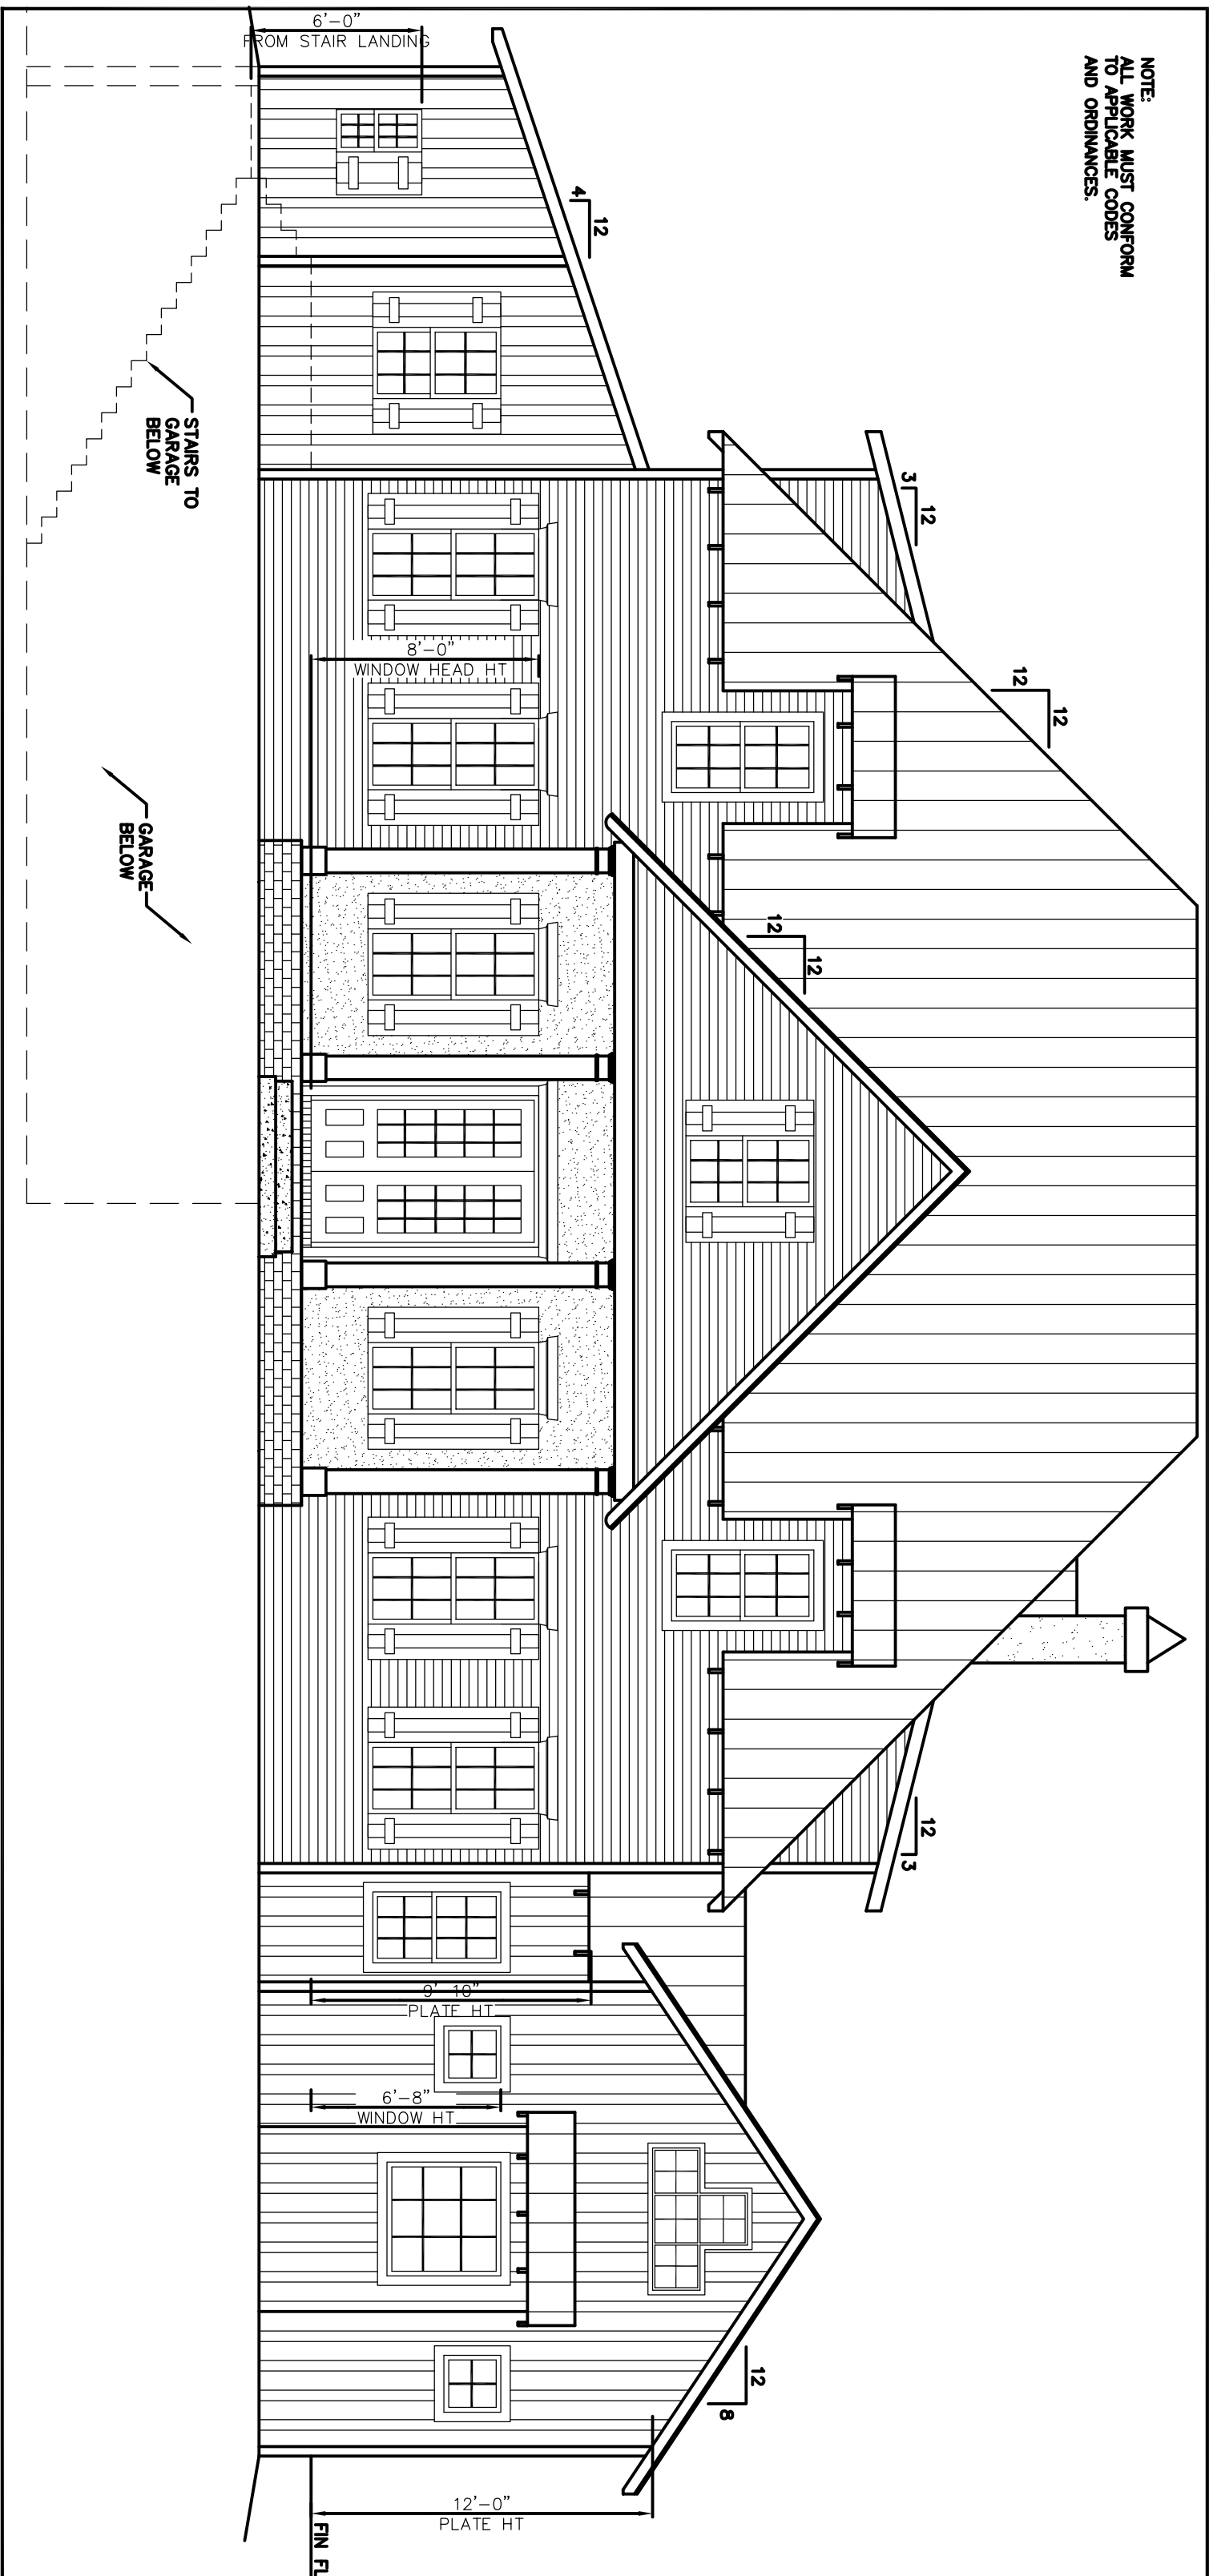 NOTE:
ALL WORK MUST CONFORM
TO APPLICABLE CODES
AND ORDINANCES.
6'-0"
FROM STAIR LANDING
12
4
12
3
12
12
12
12
12
3
12
8
8'-0"
WINDOW HEAD HT
9'-10"
PLATE HT
6'-8"
WINDOW HT
12'-0"
PLATE HT
FIN FL
STAIRS TO
GARAGE
BELOW
GARAGE
BELOW